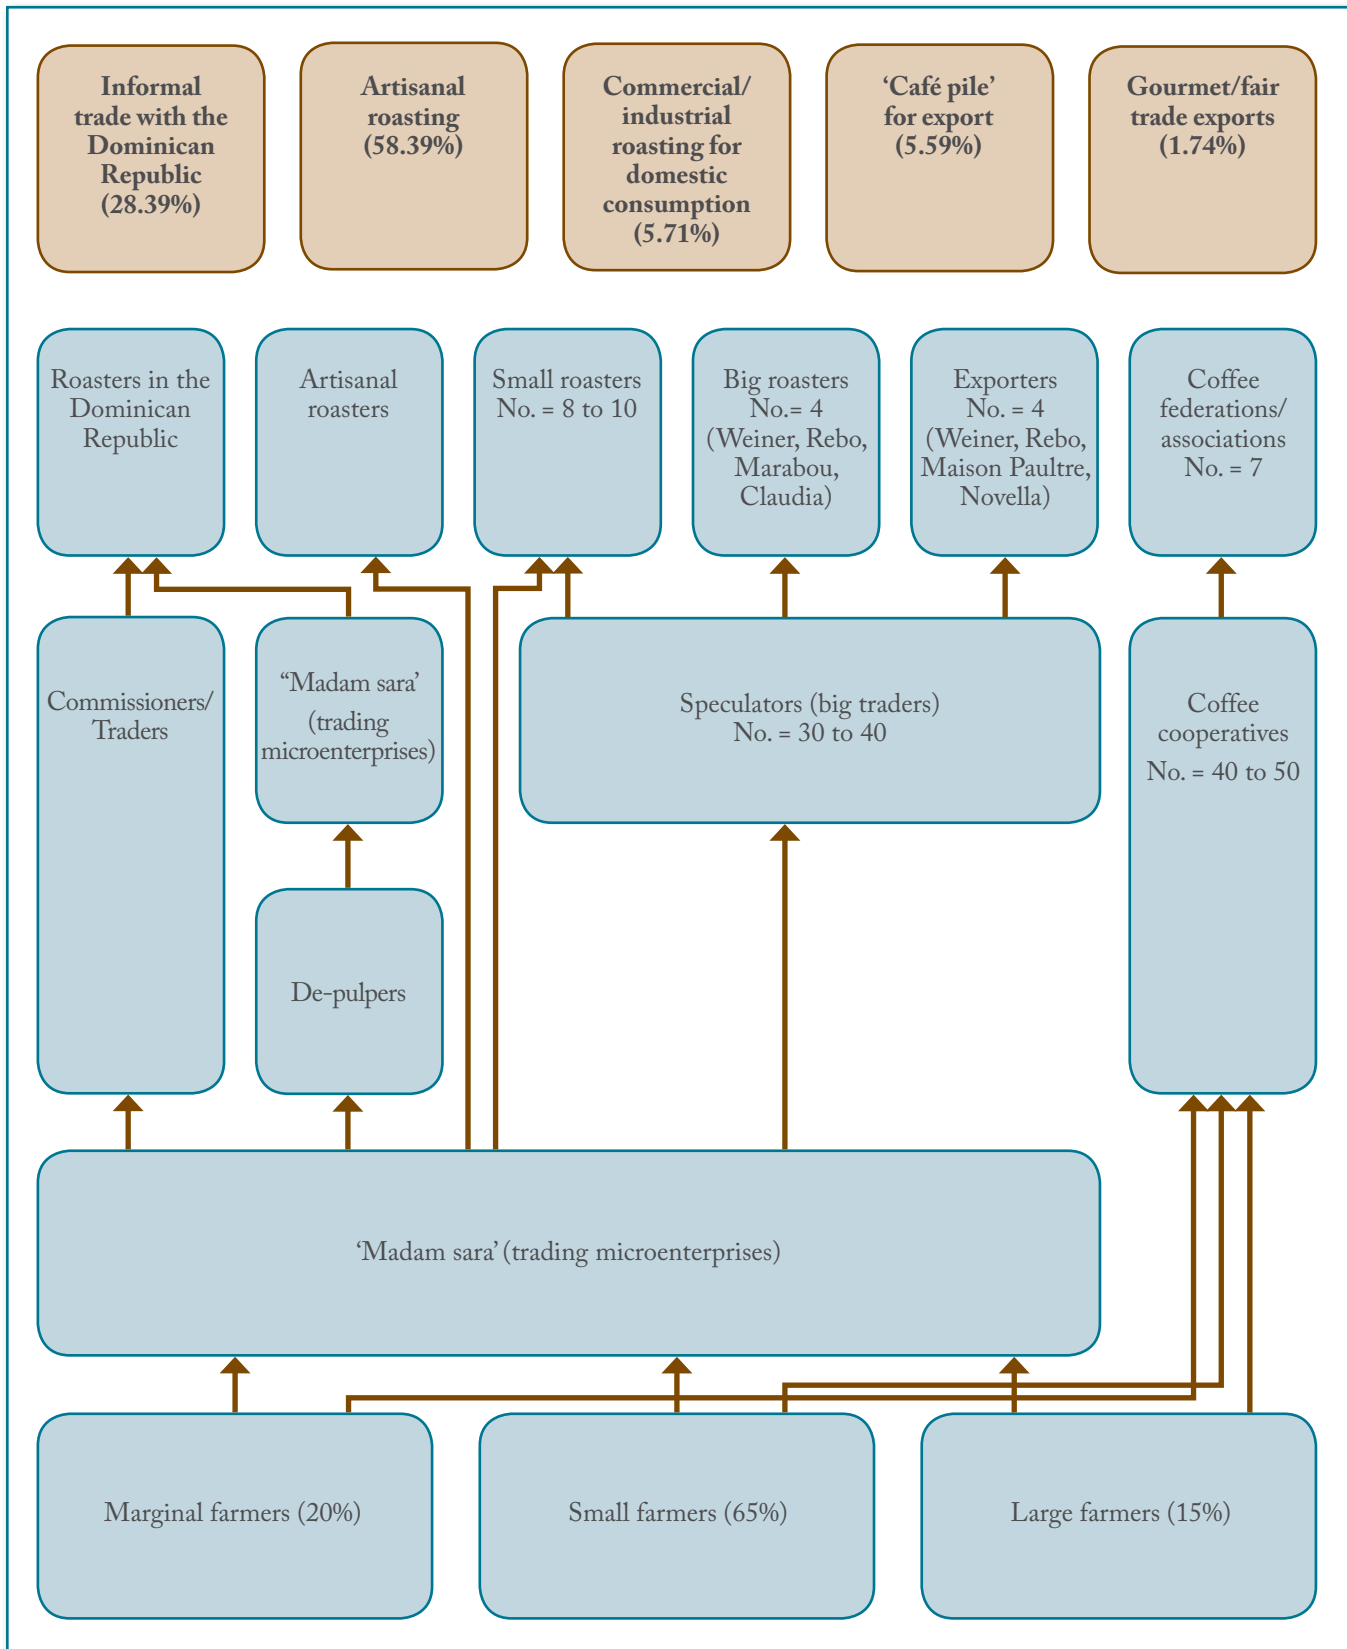 Informal
trade with the
Dominican
Republic
(28.39%)
Artisanal
roasting
(58.39%)
Commercial/
industrial
roasting for
domestic
consumption
(5.71%)
‘Café pile’
for export
(5.59%)
Gourmet/fair
trade exports
(1.74%)
Roasters in the
Dominican
Republic
Artisanal
roasters
Small roasters
No. = 8 to 10
Big roasters
No.= 4
(Weiner, Rebo,
Marabou,
Claudia)
Exporters
No. = 4
(Weiner, Rebo,
Maison Paultre,
Novella)
Coffee
federations/
associations
No. = 7
Commissioners/
Traders
“Madam sara’
(trading
microenterprises)
Speculators (big traders)
No. = 30 to 40
Coffee
cooperatives
No. = 40 to 50
De-pulpers
‘Madam sara’ (trading microenterprises)
Marginal farmers (20%)
Small farmers (65%)
Large farmers (15%)